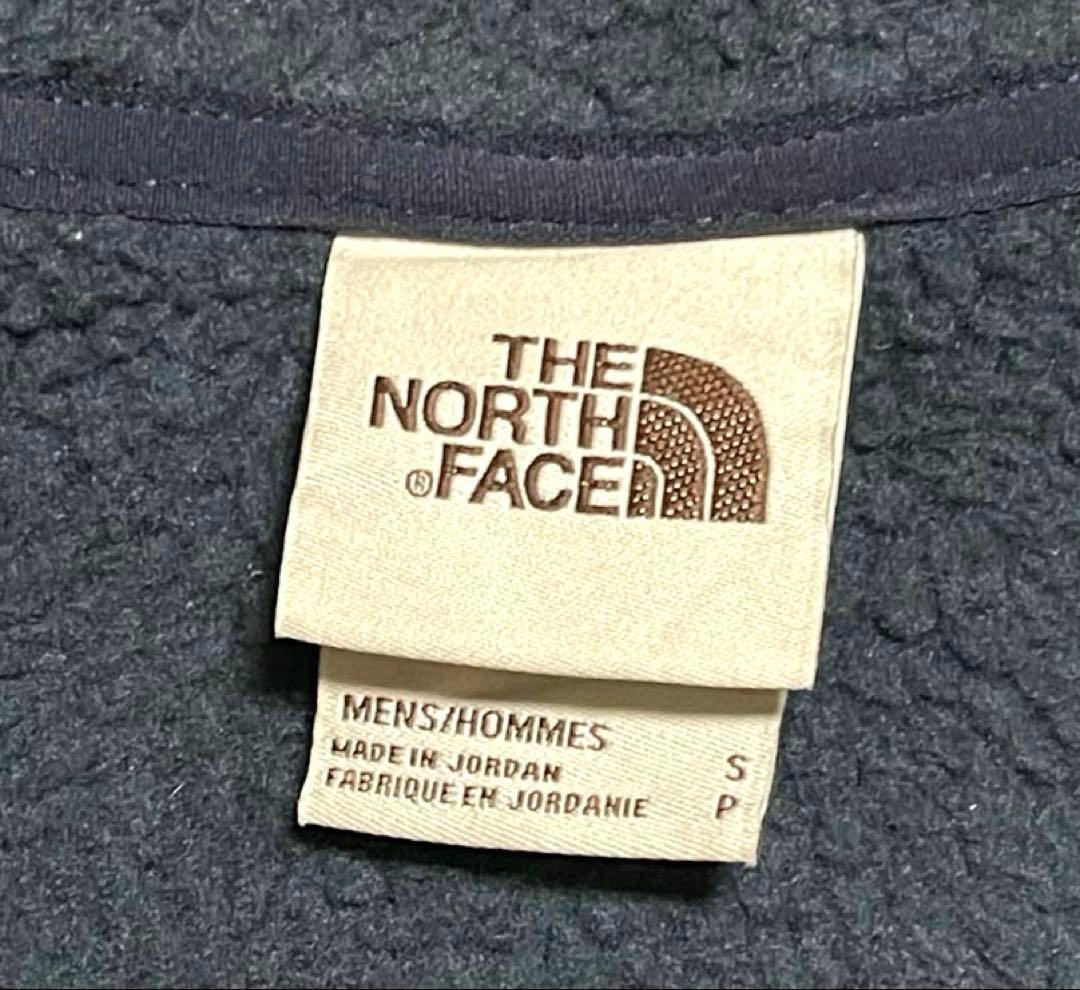 THE
NORTH
®FACE
MENS/HOMMES
MADE IN JORDAN S
FABRIQUE EN JORDANIE P